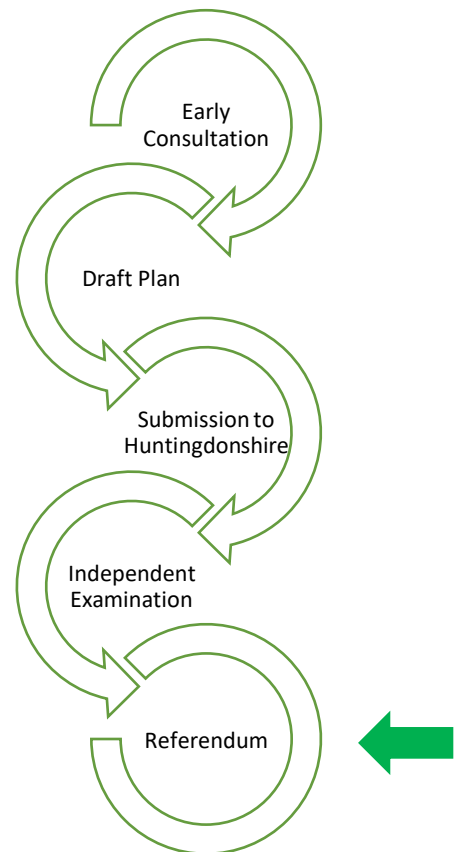 Early
Consultation
Draft Plan
Submission to
Huntingdonshire
Independent
Examination
Referendum